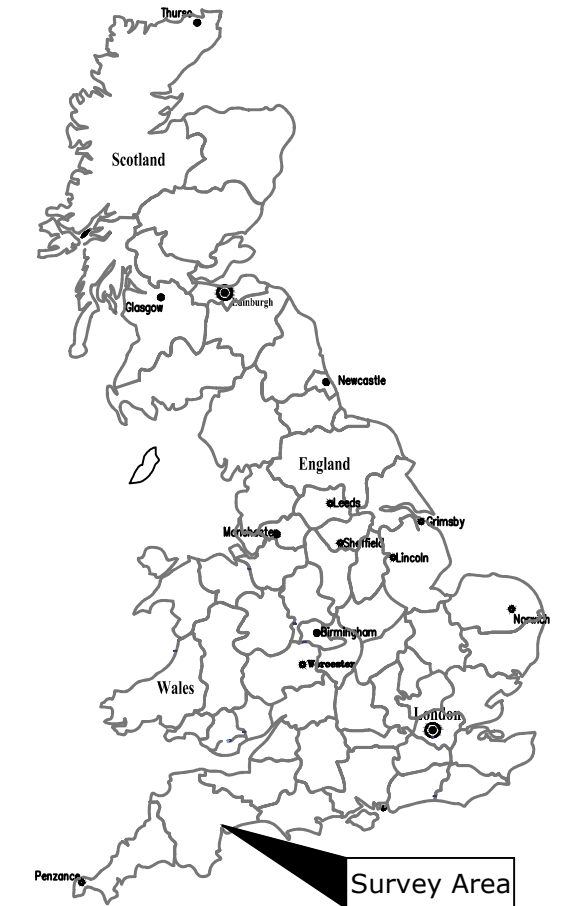 Thurso
Scotland
Edinburgh
Glasgow
Newcastle
England
Leeds
Grimsby
Manchester
Sheffield
Lincoln
Norwich
Birmingham
Worcester
Wales
London
Penzance
Survey Area